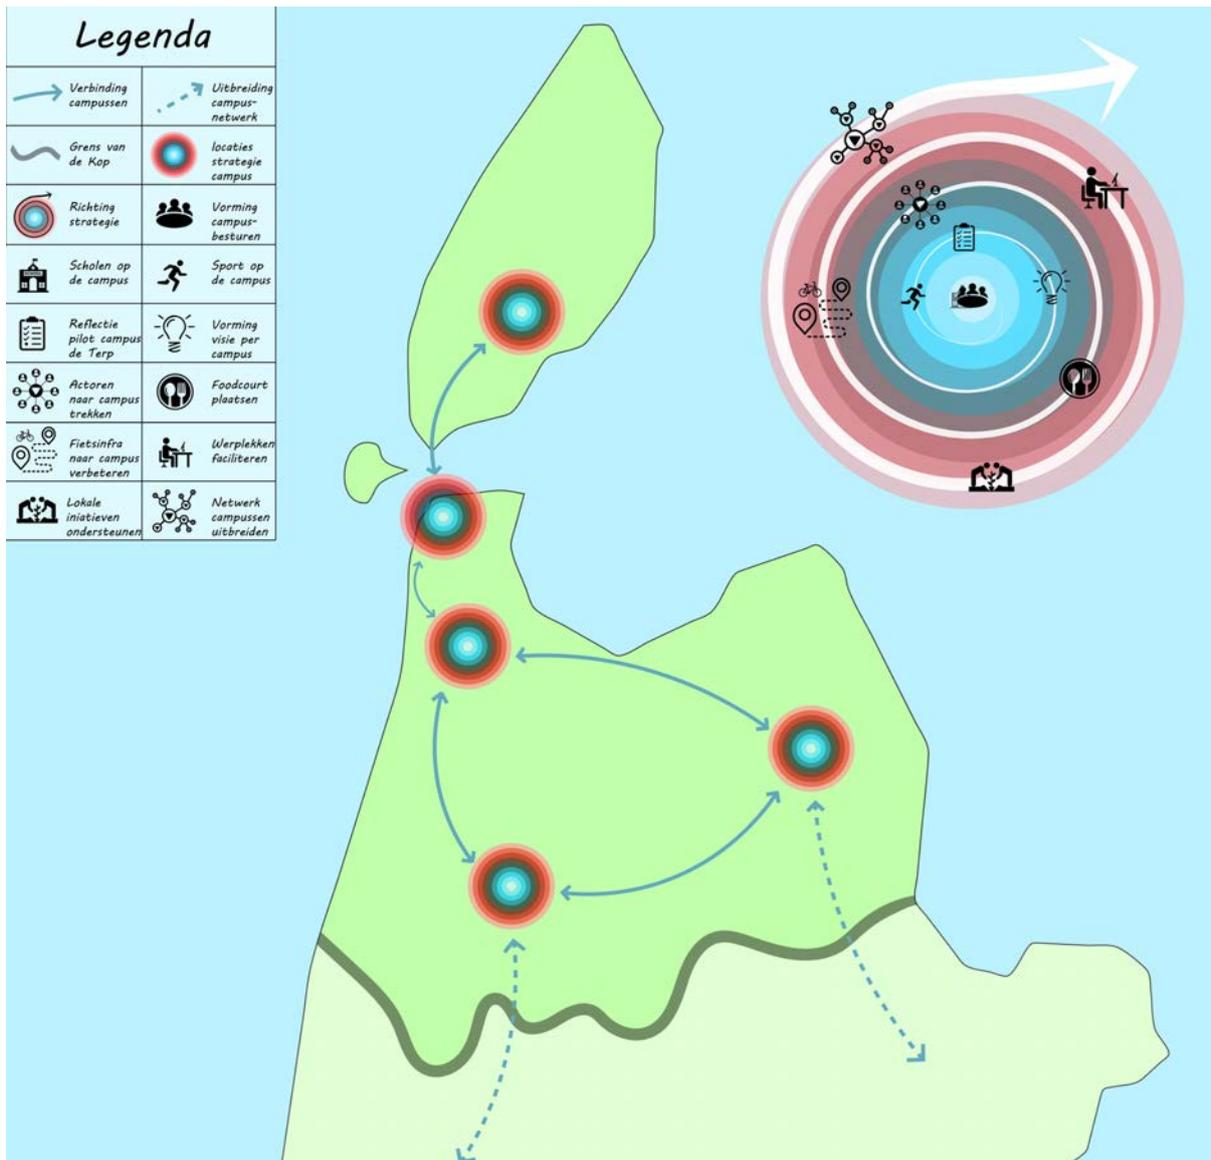 Legenda
Verbinding
campussen
Uitbreiding
campus-
netwerk
Grens van
de Kop
locaties
strategie
campus
Richting
strategie
Vorming
campus-
besturen
Scholen op
de campus
Sport op
de campus
Reflectie
pilot campus
de Terp
Vorming
visie per
campus
Actoren
naar campus
trekken
Foodcourt
plaatsen
Fietsinfra
naar campus
verbeteren
Werplekken
faciliteren
Lokale
iniatieven
ondersteunen
Netwerk
campussen
uitbreiden